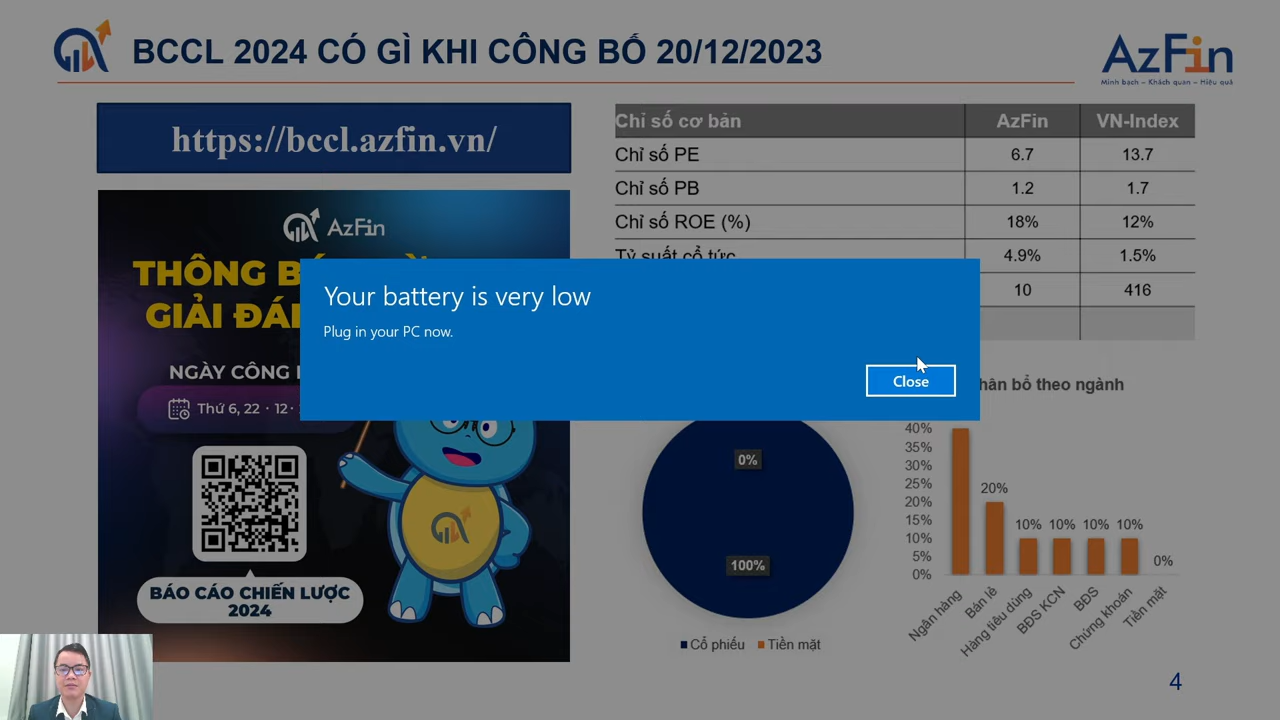 BCCL 2024 CÓ GÌ KHI CÔNG BỐ 20/12/2023
AzFin
Minh bạch – Khách quan – Hiệu quả
https://bccl.azfin.vn/
Chỉ số cơ bản AzFin VN-Index
Chỉ số PE 6.7 13.7
Chỉ số PB 1.2 1.7
Chỉ số ROE (%) 18% 12%
Tỷ suất cổ tức 4.9% 1.5%
10 416
AzFin
THÔNG
GIẢI
NGÀY CÔNG
Thứ 6, 22 · 12 ·
BÁO CÁO CHIẾN LƯỢC
2024
Your battery is very low
Plug in your PC now.
Close
0%
100%
Cổ phiếu Tiền mặt
bổ theo ngành
40%
35%
30%
25%
20%
15%
10%
5%
0%
20%
10% 10% 10% 10%
0%
Ngân hàng
Bán lẻ
Hàng tiêu dùng
BĐS KCN
BĐS
Chứng khoán
Tiền mặt
4